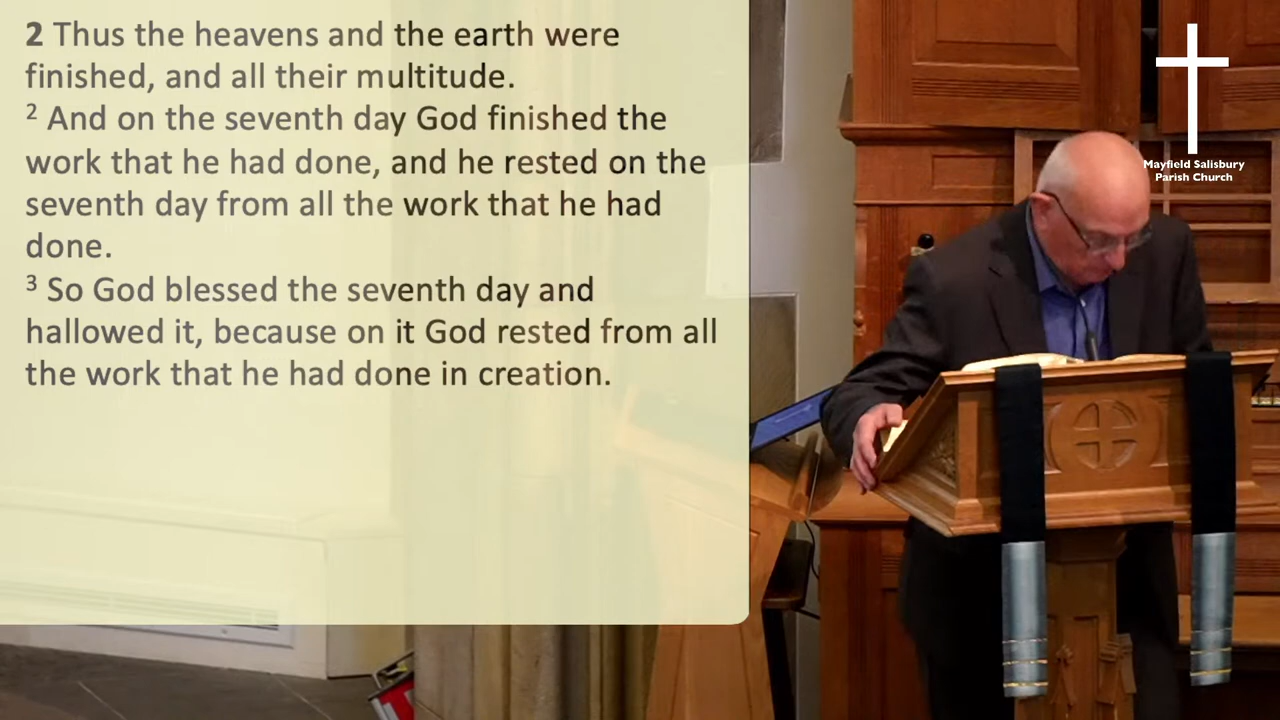 2 Thus the heavens and the earth were
finished, and all their multitude.
2 And on the seventh day God finished the
work that he had done, and he rested on the
seventh day from all the work that he had
done.
3 So God blessed the seventh day and
hallowed it, because on it God rested from all
the work that he had done in creation.
Mayfield Salisbury
Parish Church